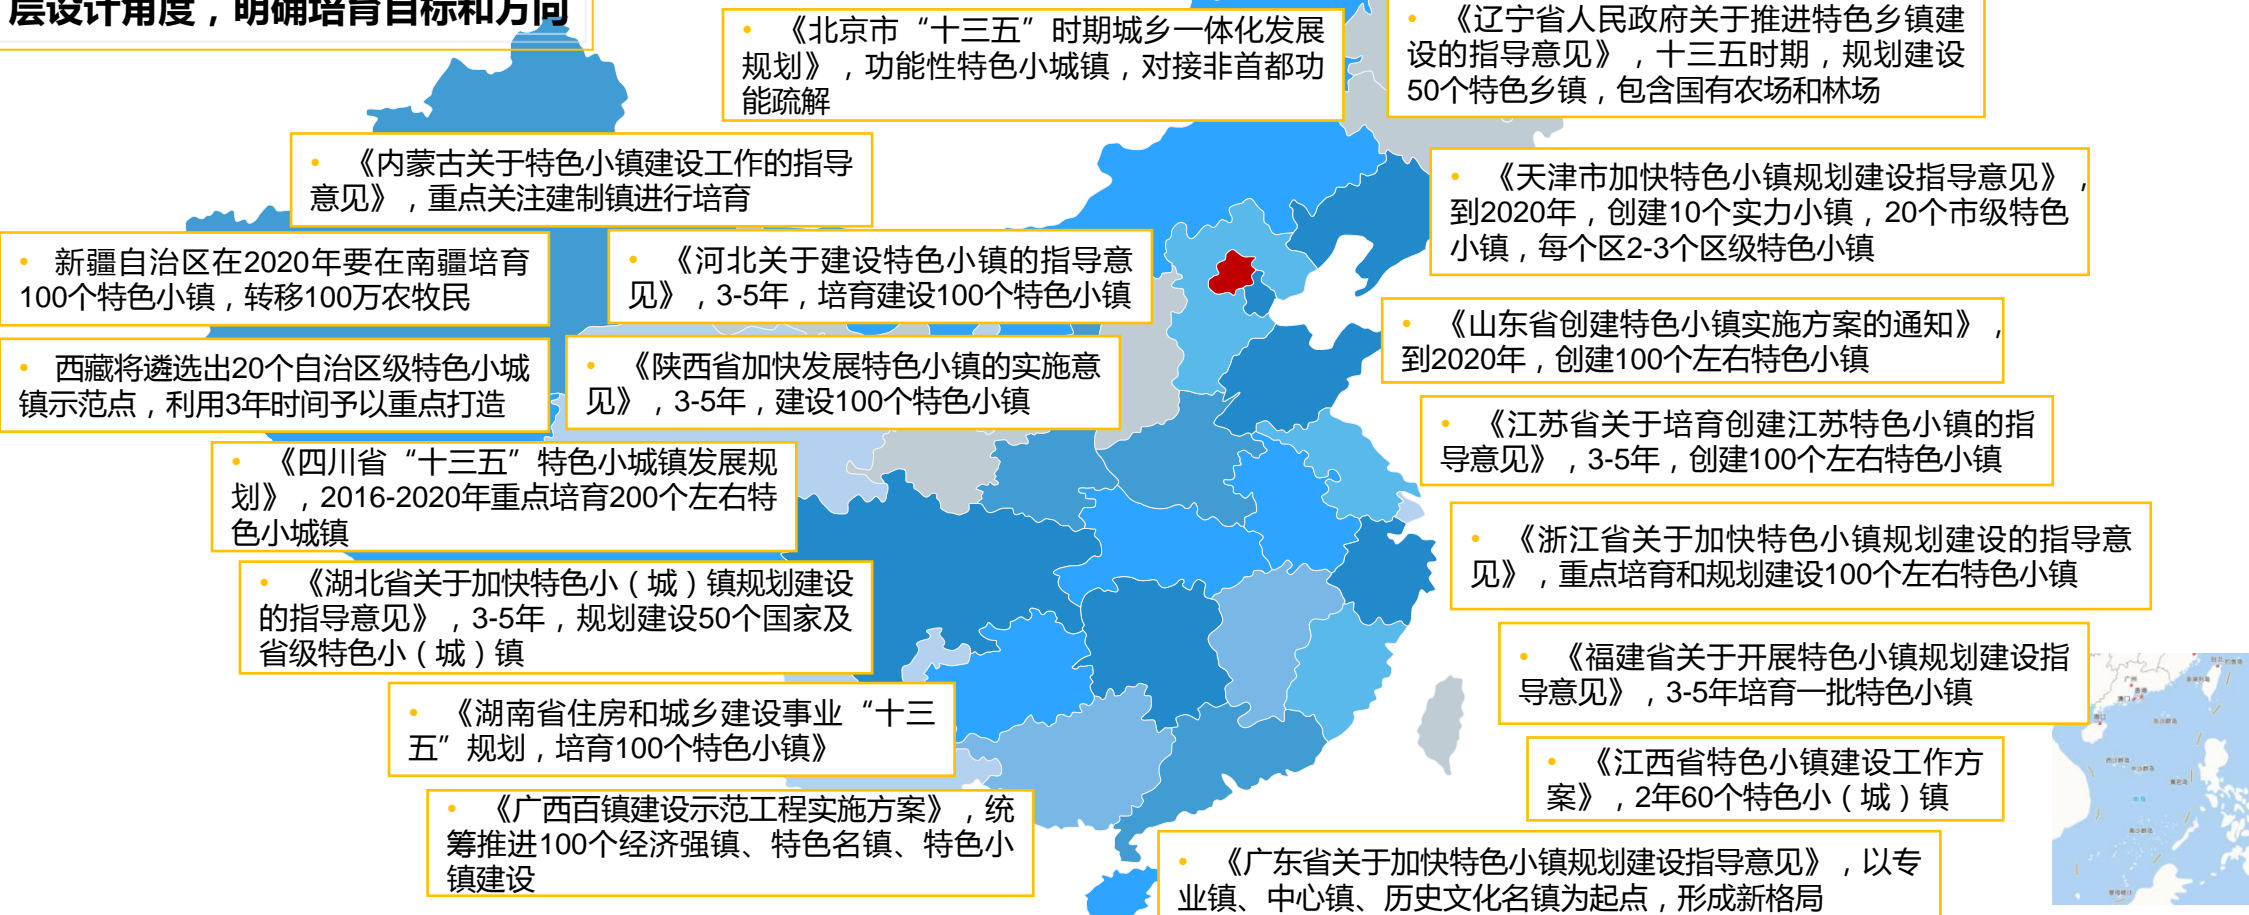 层设计角度，明确培育目标和方向
• 《北京市“十三五”时期城乡一体化发展
规划》，功能性特色小城镇，对接非首都功
能疏解
• 《辽宁省人民政府关于推进特色乡镇建
设的指导意见》，十三五时期，规划建设
50个特色乡镇，包含国有农场和林场
• 《内蒙古关于特色小镇建设工作的指导
意见》，重点关注建制镇进行培育
• 《天津市加快特色小镇规划建设指导意见》，
到2020年，创建10个实力小镇，20个市级特色
小镇，每个区2-3个区级特色小镇
• 新疆自治区在2020年要在南疆培育
100个特色小镇，转移100万农牧民
• 《河北关于建设特色小镇的指导意
见》，3-5年，培育建设100个特色小镇
• 《山东省创建特色小镇实施方案的通知》，
到2020年，创建100个左右特色小镇
• 西藏将遴选出20个自治区级特色小城
镇示范点，利用3年时间予以重点打造
• 《陕西省加快发展特色小镇的实施意
见》，3-5年，建设100个特色小镇
• 《江苏省关于培育创建江苏特色小镇的指
导意见》，3-5年，创建100个左右特色小镇
• 《四川省“十三五”特色小城镇发展规
划》，2016-2020年重点培育200个左右特
色小城镇
• 《浙江省关于加快特色小镇规划建设的指导意
见》，重点培育和规划建设100个左右特色小镇
• 《湖北省关于加快特色小（城）镇规划建设
的指导意见》，3-5年，规划建设50个国家及
省级特色小（城）镇
• 《福建省关于开展特色小镇规划建设指
导意见》，3-5年培育一批特色小镇
• 《湖南省住房和城乡建设事业“十三
五”规划，培育100个特色小镇》
• 《江西省特色小镇建设工作方
案》，2年60个特色小（城）镇
• 《广西百镇建设示范工程实施方案》，统
筹推进100个经济强镇、特色名镇、特色小
镇建设
• 《广东省关于加快特色小镇规划建设指导意见》，以专
业镇、中心镇、历史文化名镇为起点，形成新格局
广州
南海